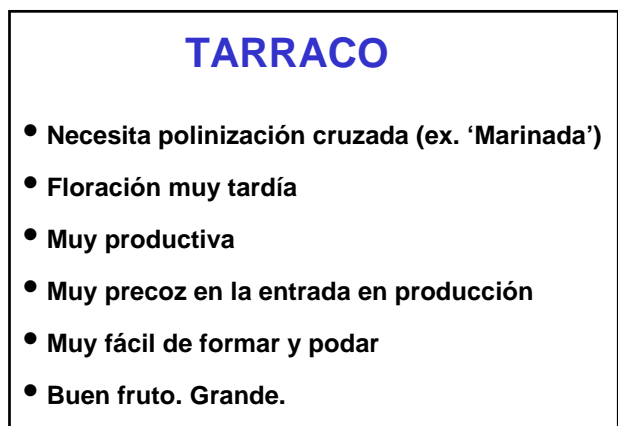 TARRACO
• Necesita polinización cruzada (ex. ‘Marinada’)
• Floración muy tardía
• Muy productiva
• Muy precoz en la entrada en producción
• Muy fácil de formar y podar
• Buen fruto. Grande.